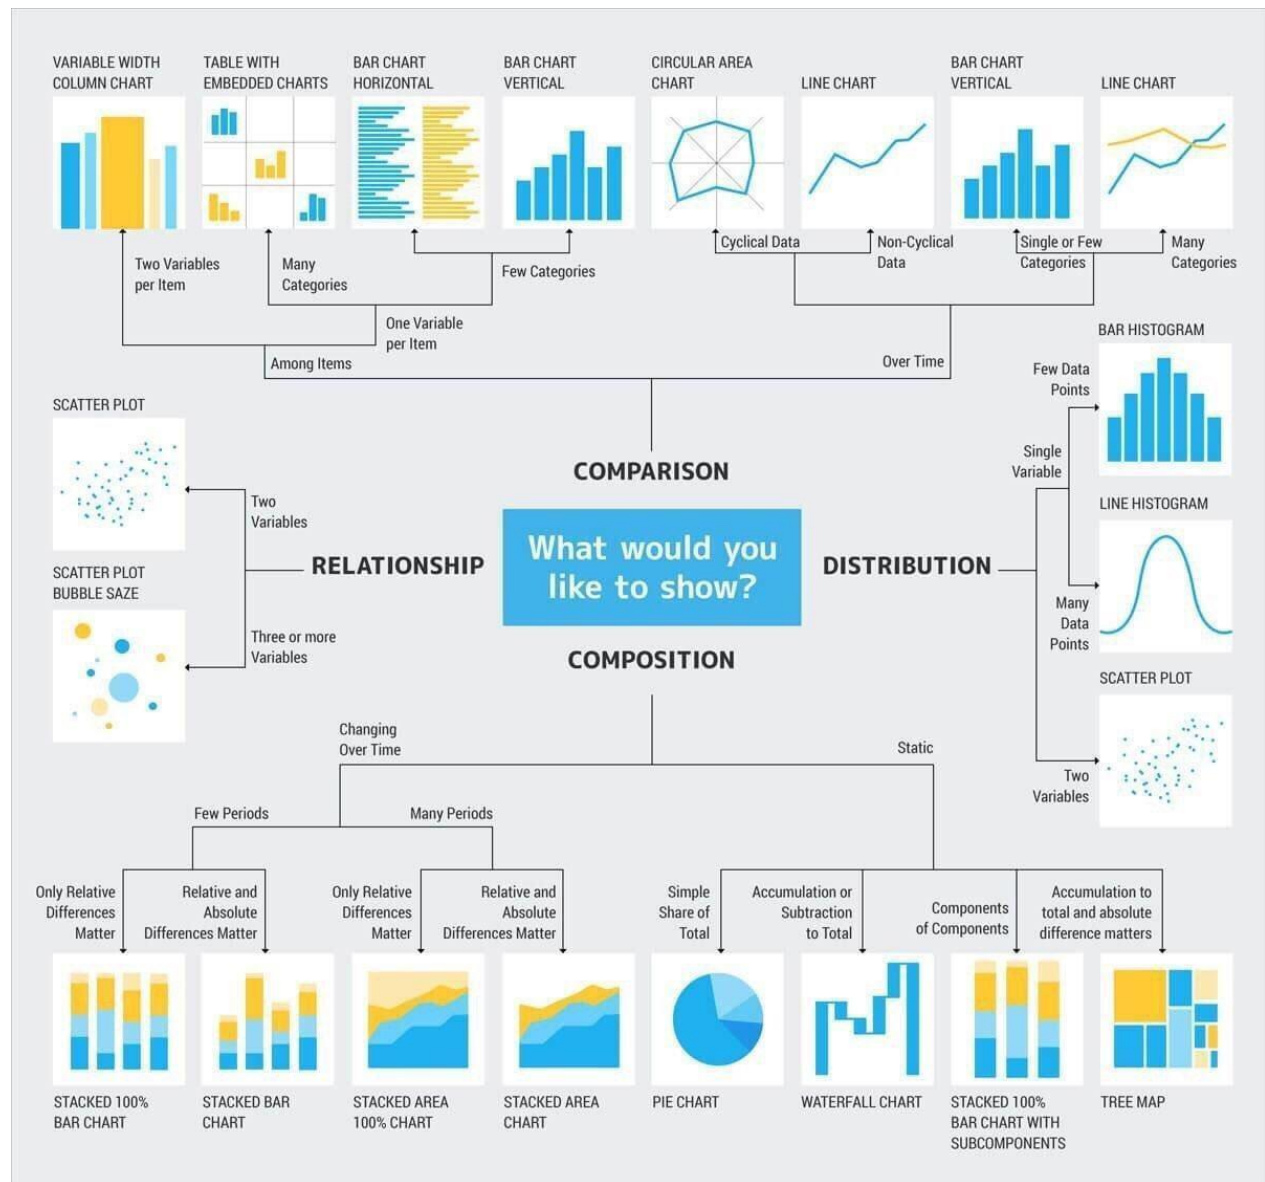 VARIABLE WIDTH
COLUMN CHART
TABLE WITH
EMBEDDED CHARTS
BAR CHART
HORIZONTAL
BAR CHART
VERTICAL
CIRCULAR AREA
CHART
LINE CHART
BAR CHART
VERTICAL
LINE CHART
Two Variables
per Item
Many
Categories
Few Categories
Cyclical Data
Non-Cyclical
Data
Single or Few
Categories
Many
Categories
One Variable
per Item
Among Items
Over Time
BAR HISTOGRAM
Few Data
Points
SCATTER PLOT
Single
Variable
COMPARISON
Two
Variables
LINE HISTOGRAM
RELATIONSHIP
What would you
like to show?
DISTRIBUTION
SCATTER PLOT
BUBBLE SAZE
Many
Data
Points
Three or more
Variables
COMPOSITION
SCATTER PLOT
Changing
Over Time
Static
Two
Variables
Few Periods
Many Periods
Only Relative
Differences
Matter
Relative and
Absolute
Differences Matter
Only Relative
Differences
Matter
Relative and
Absolute
Differences Matter
Simple
Share of
Total
Accumulation or
Subtraction
to Total
Components
of Components
Accumulation to
total and absolute
difference matters
STACKED 100%
BAR CHART
STACKED BAR
CHART
STACKED AREA
100% CHART
STACKED AREA
CHART
PIE CHART
WATERFALL CHART
STACKED 100%
BAR CHART WITH
SUBCOMPONENTS
TREE MAP